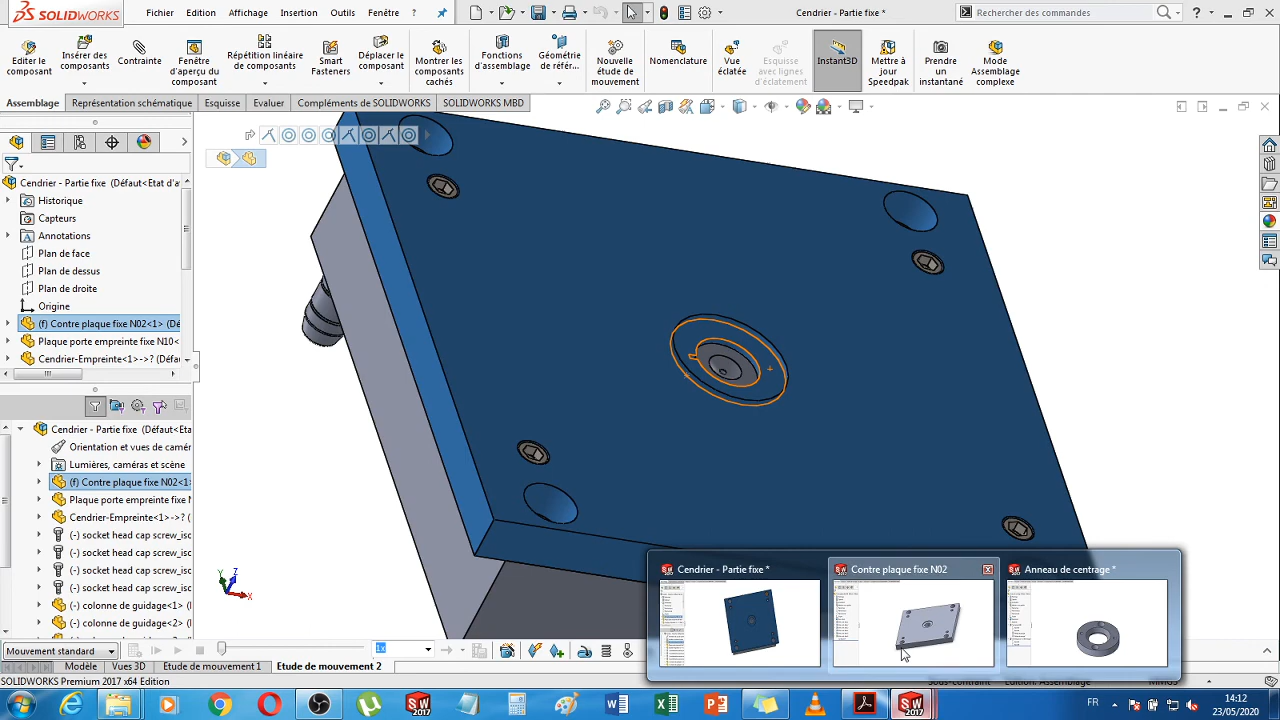 SOLIDWORKS
Fichier Edition Affichage Insertion Outils Fenêtre
Cendrier - Partie fixe *
Rechercher des commandes
Editer le composant
Insérer des composants
Contrainte
Fenêtre d'aperçu du composant
Répétition linéaire de composants
Smart Fasteners
Déplacer le composant
Montrer les composants cachés
Fonctions d'assemblage
Géométrie de référ...
Nouvelle étude de mouvement
Nomenclature
Vue éclatée
Esquisse avec lignes d'éclatement
Instant3D
Mettre à jour Speedpak
Prendre un instantané
Mode Assemblage complexe
Assemblage Représentation schématique Esquisse Evaluer Compléments de SOLIDWORKS SOLIDWORKS MBD
Cendrier - Partie fixe (Défaut<Etat d'a
Historique
Capteurs
Annotations
Plan de face
Plan de dessus
Plan de droite
Origine
(f) Contre plaque fixe N02<1> (Dé
Plaque porte empreinte fixe N10<
Cendrier-Empreinte<1>->? (Défau
Cendrier - Partie fixe (Défaut<Eta
Orientation et vues de camér
Lumières, caméras et scène
(f) Contre plaque fixe N02<1
Plaque porte empreinte fixe N
Cendrier-Empreinte<1>->? (
(-) socket head cap screw_isc
(-) socket head cap screw_isc
(-) socket head cap screw_isc
(-) socket head cap screw_isc
(-) colonne de guidage<1> (
(-) colonne de guidage<2> (
Y Z X
Cendrier - Partie fixe *
Contre plaque fixe N02
Anneau de centrage *
Mouvement standard
1x
Modèle Vues 3D Etude de mouvement 1 Etude de mouvement 2
SOLIDWORKS Premium 2017 x64 Edition
Sous-contraint
Édition: Assemblage
MMGS
SW 2017
FR
14:12
23/05/2020